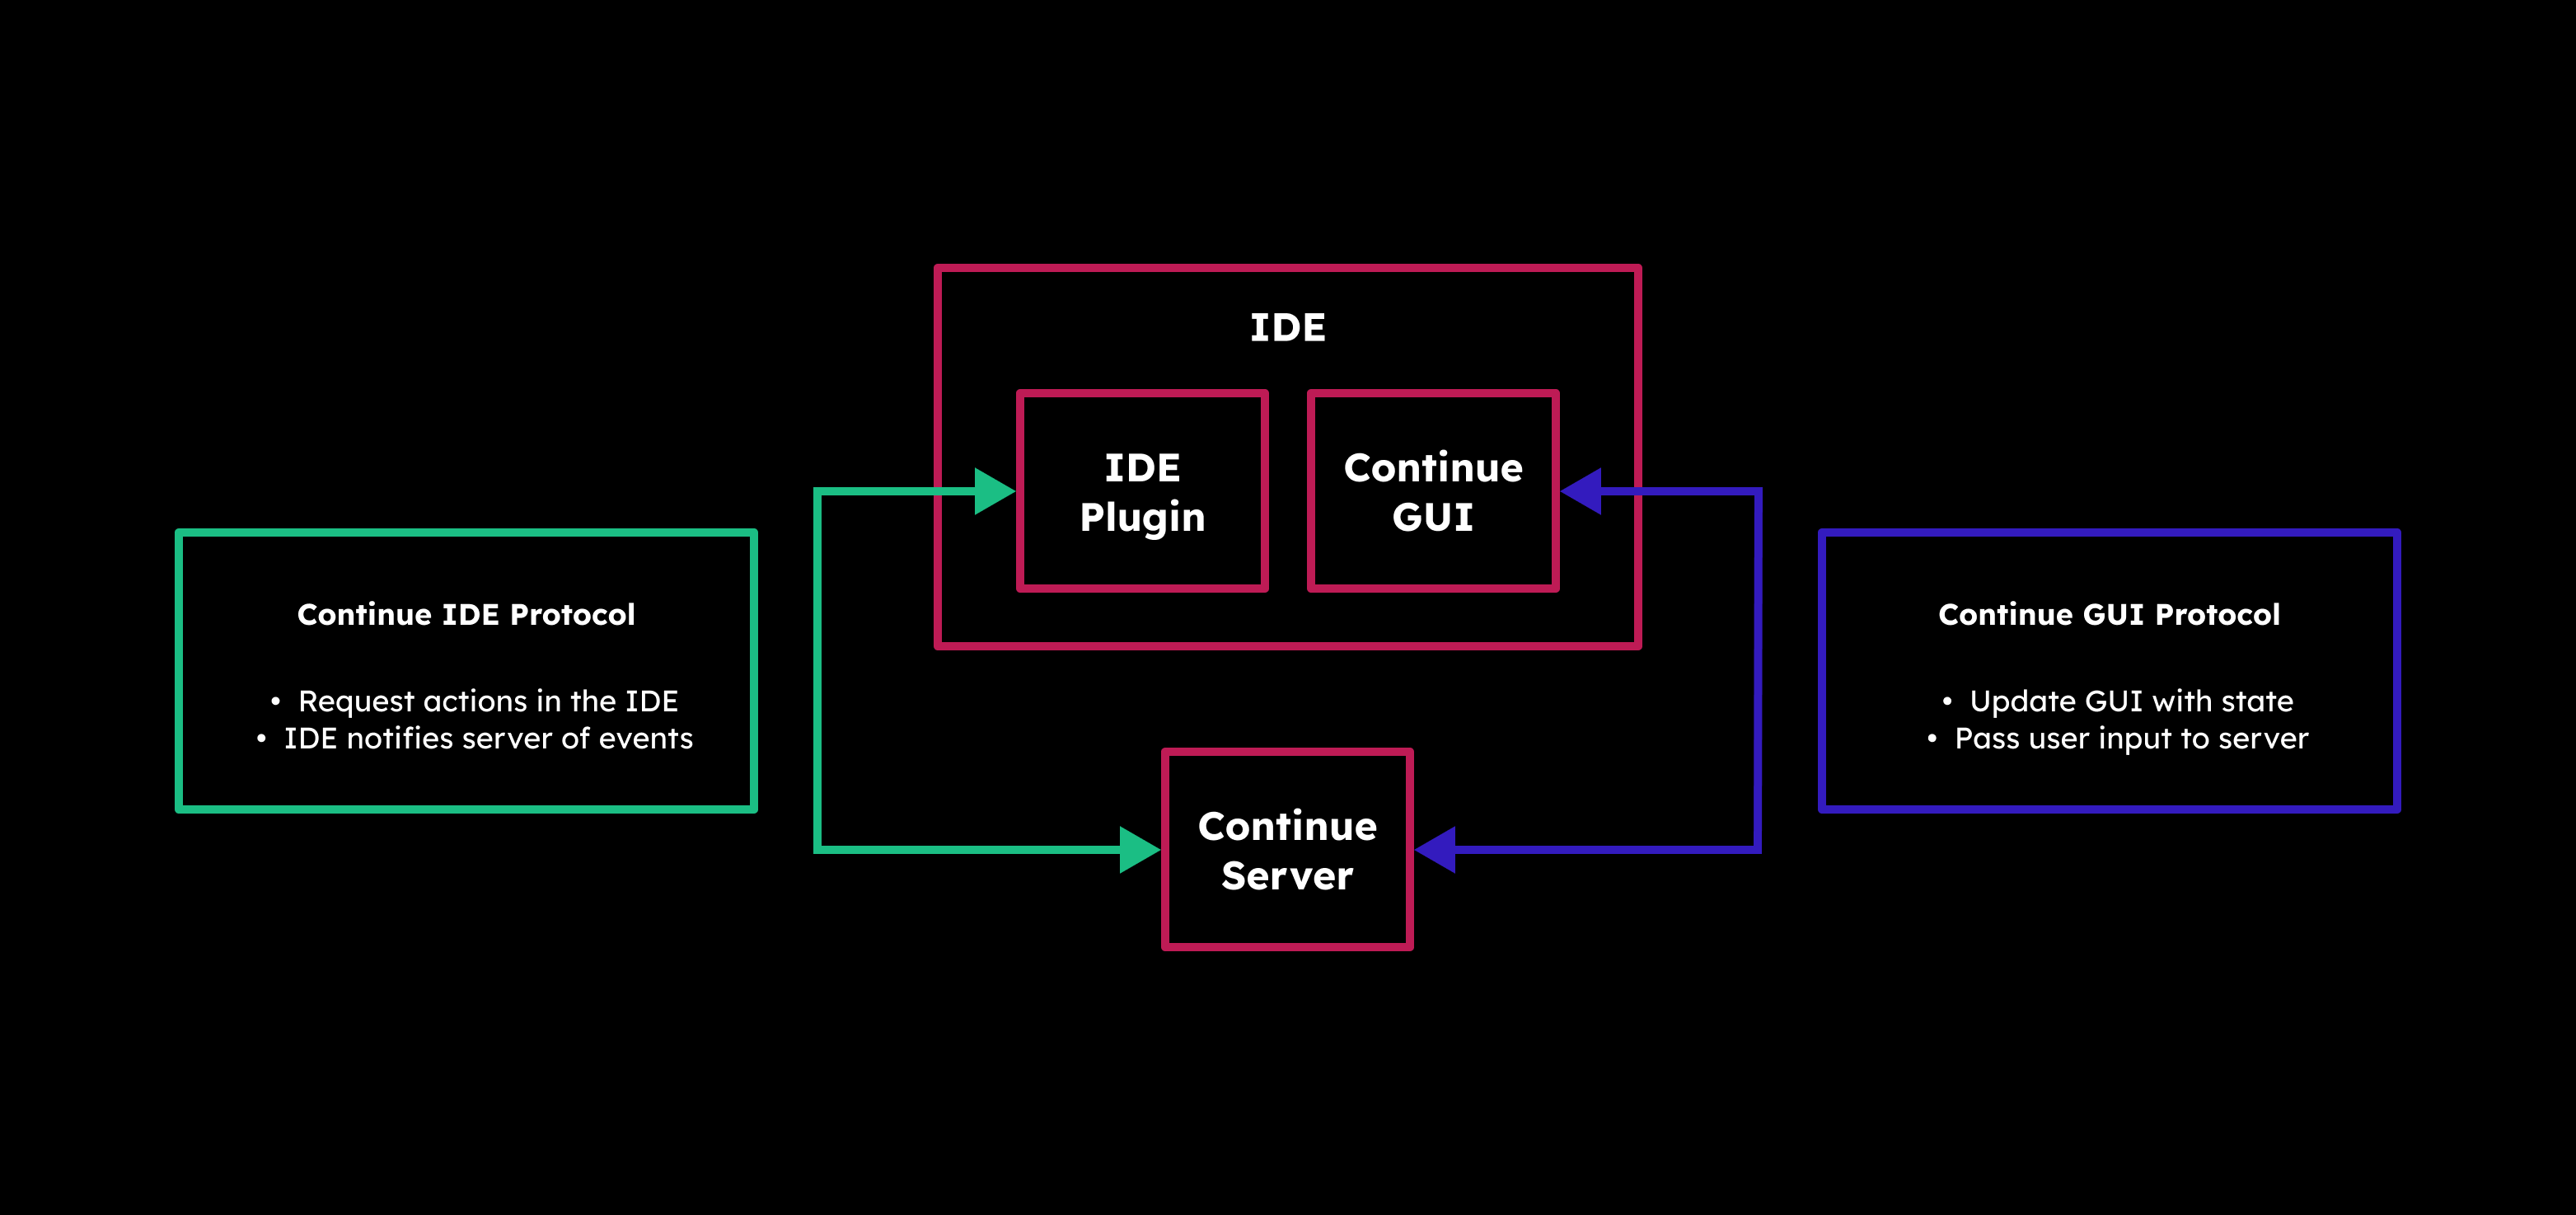 IDE
IDE
Plugin
Continue
GUI
Continue IDE Protocol
• Request actions in the IDE
• IDE notifies server of events
Continue GUI Protocol
• Update GUI with state
• Pass user input to server
Continue
Server